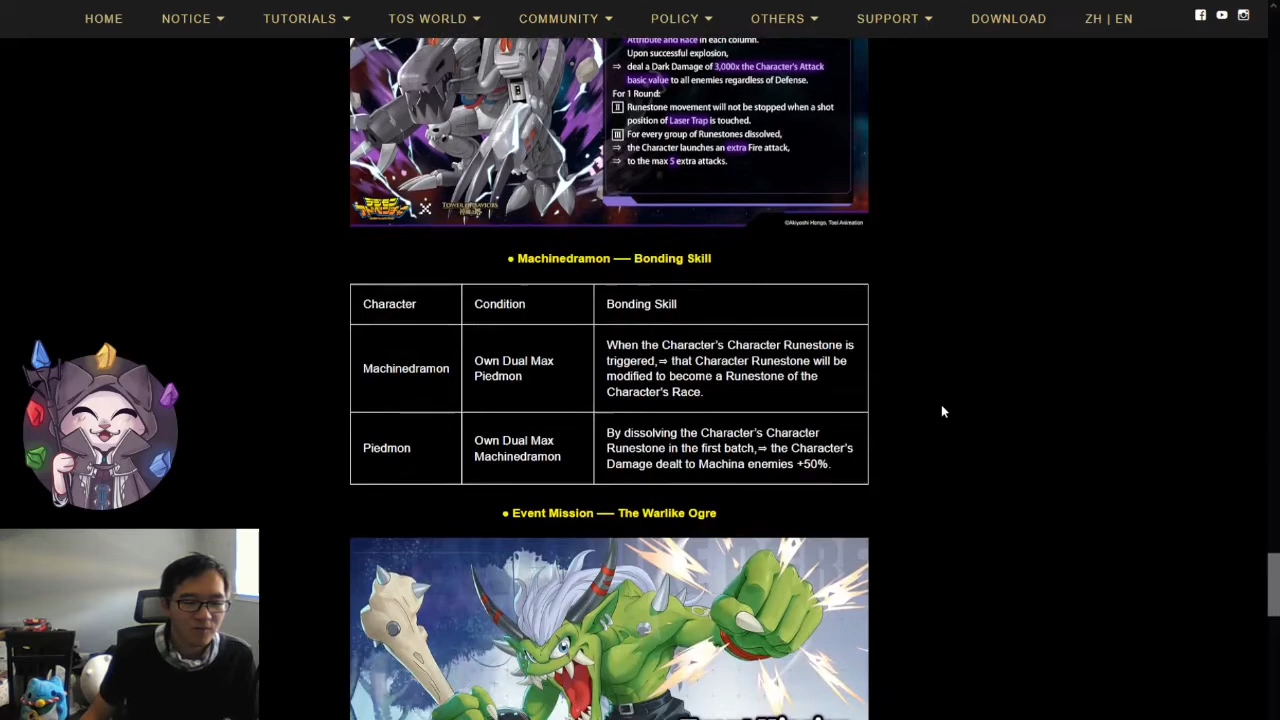 HOME NOTICE TUTORIALS TOS WORLD COMMUNITY POLICY OTHERS SUPPORT DOWNLOAD ZH | EN
Attribute and Race in each column.
Upon successful explosion,
⇒ deal a Dark Damage of 3,000x the Character's Attack
basic value to all enemies regardless of Defense.
For 1 Round:
II Runestone movement will not be stopped when a shot
position of Laser Trap is touched.
III For every group of Runestones dissolved,
⇒ the Character launches an extra Fire attack,
⇒ to the max 5 extra attacks.
TOWER OF SAVIORS
©Akiyoshi Hongo, Toei Animation
● Machinedramon ── Bonding Skill
Character Condition Bonding Skill
Machinedramon
Own Dual Max
Piedmon
When the Character's Character Runestone is
triggered,⇒ that Character Runestone will be
modified to become a Runestone of the
Character's Race.
Piedmon
Own Dual Max
Machinedramon
By dissolving the Character's Character
Runestone in the first batch,⇒ the Character's
Damage dealt to Machina enemies +50%.
● Event Mission ── The Warlike Ogre